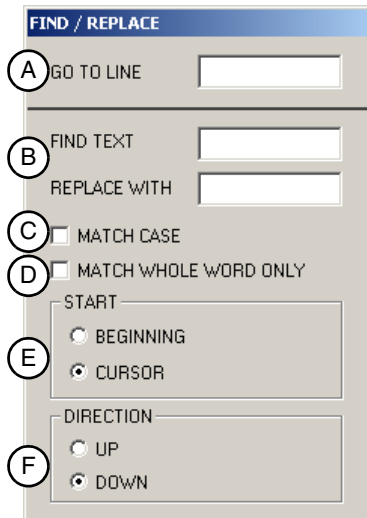 FIND / REPLACE
A GO TO LINE
B FIND TEXT
REPLACE WITH
C MATCH CASE
D MATCH WHOLE WORD ONLY
START
BEGINNING
E CURSOR
DIRECTION
UP
F DOWN